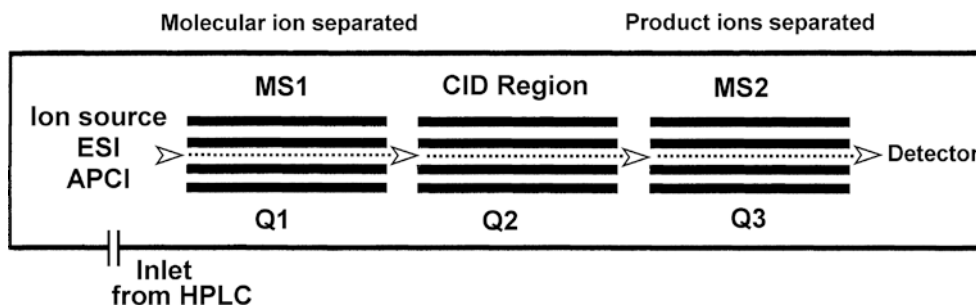 Molecular ion separated
Product ions separated
MS1
CID Region
MS2
Ion source
ESI
APCI
Detector
Q1
Q2
Q3
Inlet
from HPLC